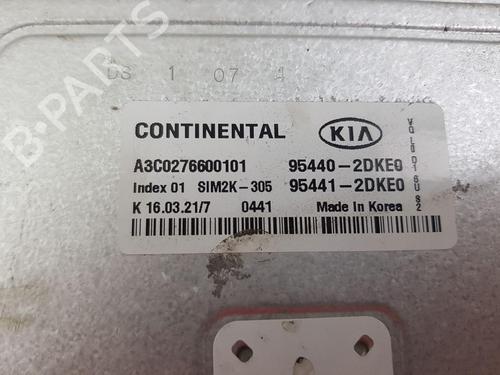 B-PARTS
DS 1 07 4
CONTINENTAL KIA
A3C0276600101 95440-2DKE0
Index 01 SIM2K-305 95441-2DKE0
K 16.03.21/7 0441 Made in Korea